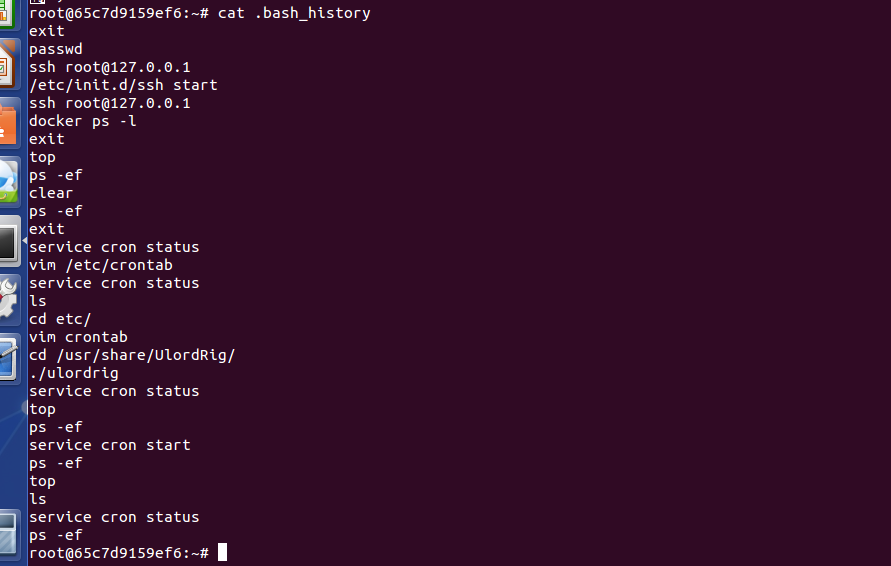 root@65c7d9159ef6:~# cat .bash_history
exit
passwd
ssh root@127.0.0.1
/etc/init.d/ssh start
ssh root@127.0.0.1
docker ps -l
exit
top
ps -ef
clear
ps -ef
exit
service cron status
vim /etc/crontab
service cron status
ls
cd etc/
vim crontab
cd /usr/share/UlordRig/
./ulordrig
service cron status
top
ps -ef
service cron start
ps -ef
top
ls
service cron status
ps -ef
root@65c7d9159ef6:~#